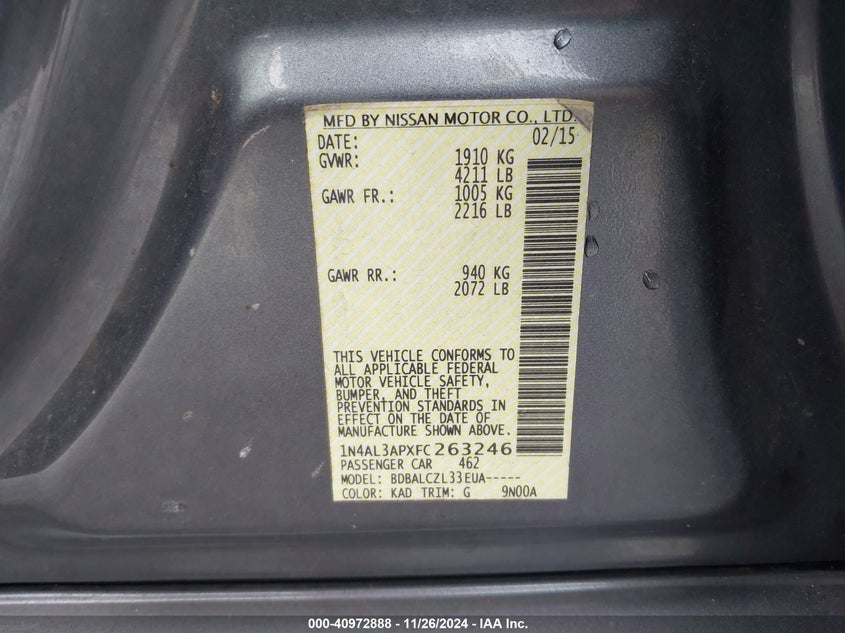 MFD BY NISSAN MOTOR CO., LTD.
DATE: 02/15
GVWR: 1910 KG
4211 LB
GAWR FR.: 1005 KG
2216 LB
GAWR RR.: 940 KG
2072 LB
THIS VEHICLE CONFORMS TO
ALL APPLICABLE FEDERAL
MOTOR VEHICLE SAFETY,
BUMPER, AND THEFT
PREVENTION STANDARDS IN
EFFECT ON THE DATE OF
MANUFACTURE SHOWN ABOVE.
1N4AL3APXFC263246
PASSENGER CAR 462
MODEL: BDBALCZL33EUA-----
COLOR: KAD TRIM: G 9N00A
000-40972888 - 11/26/2024 - IAA Inc.